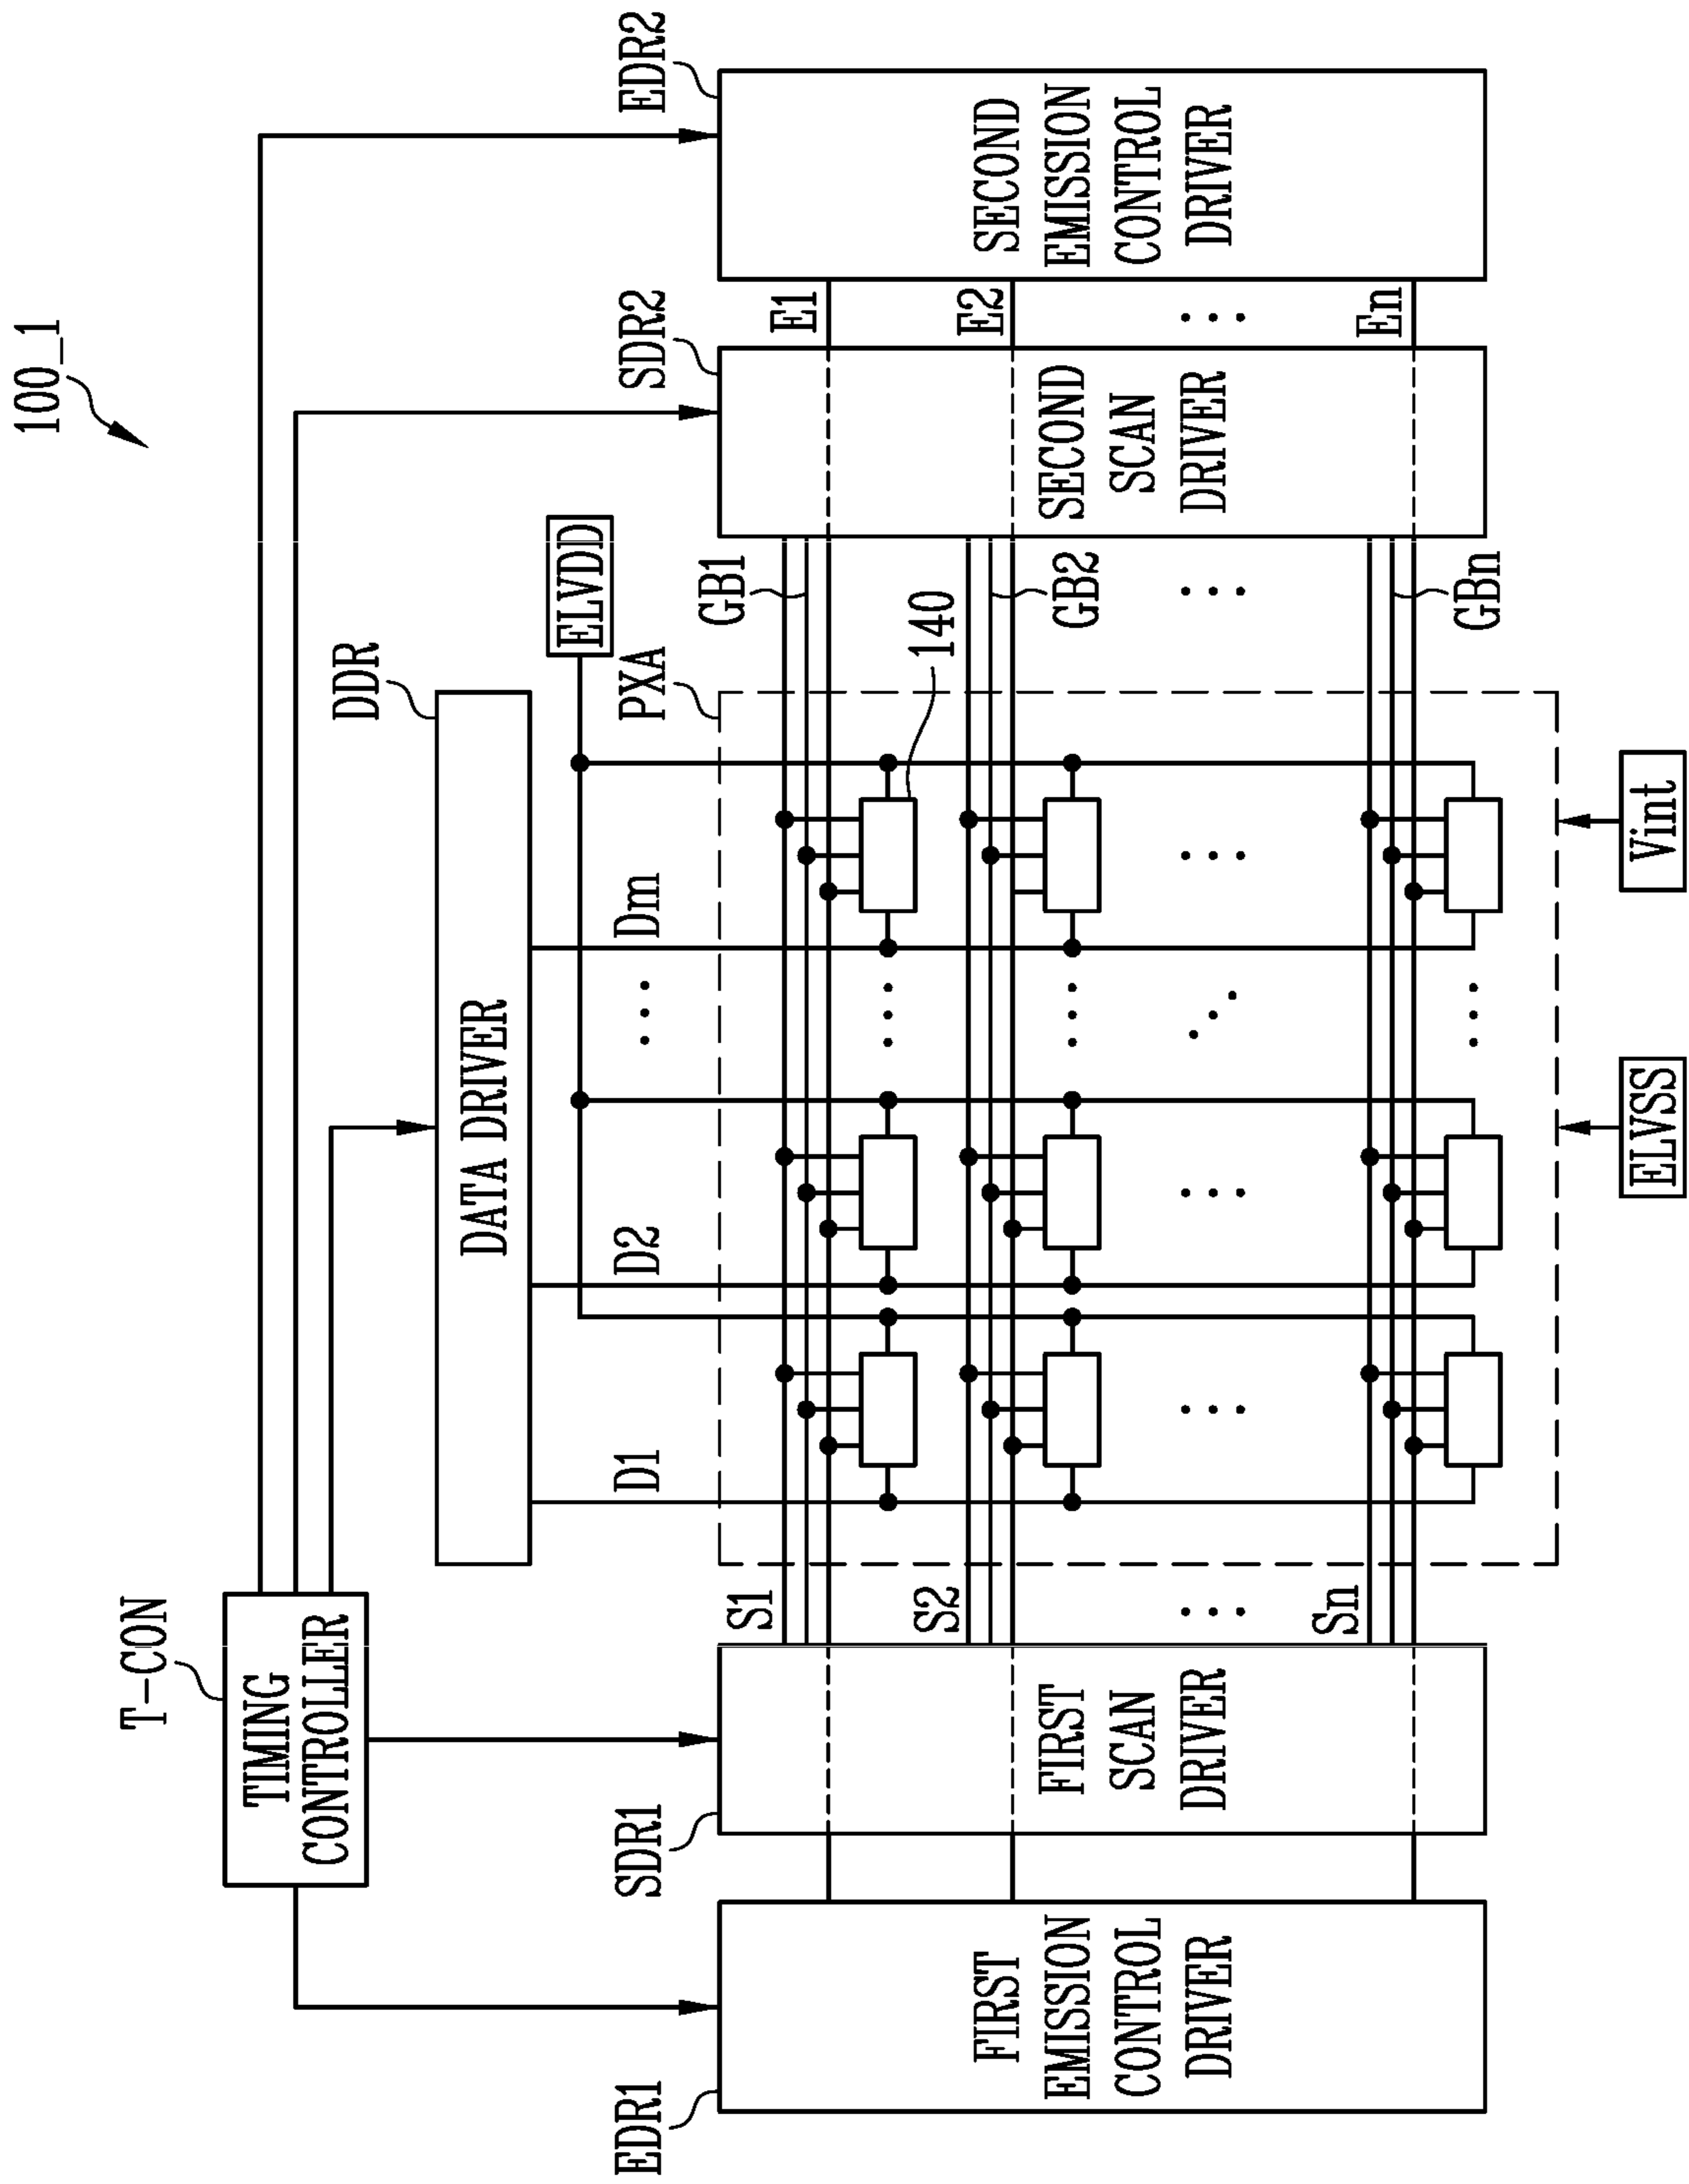 100_1
T-CON
TIMING
CONTROLLER
DDR
DATA DRIVER
ELVDD
EDR1
SDR1
D1
D2
Dm
PXA
SDR2
EDR2
S1
GB1
E1
140
S2
GB2
E2
Sn
GBn
En
FIRST
EMISSION
CONTROL
DRIVER
FIRST
SCAN
DRIVER
SECOND
SCAN
DRIVER
SECOND
EMISSION
CONTROL
DRIVER
ELVSS
Vint